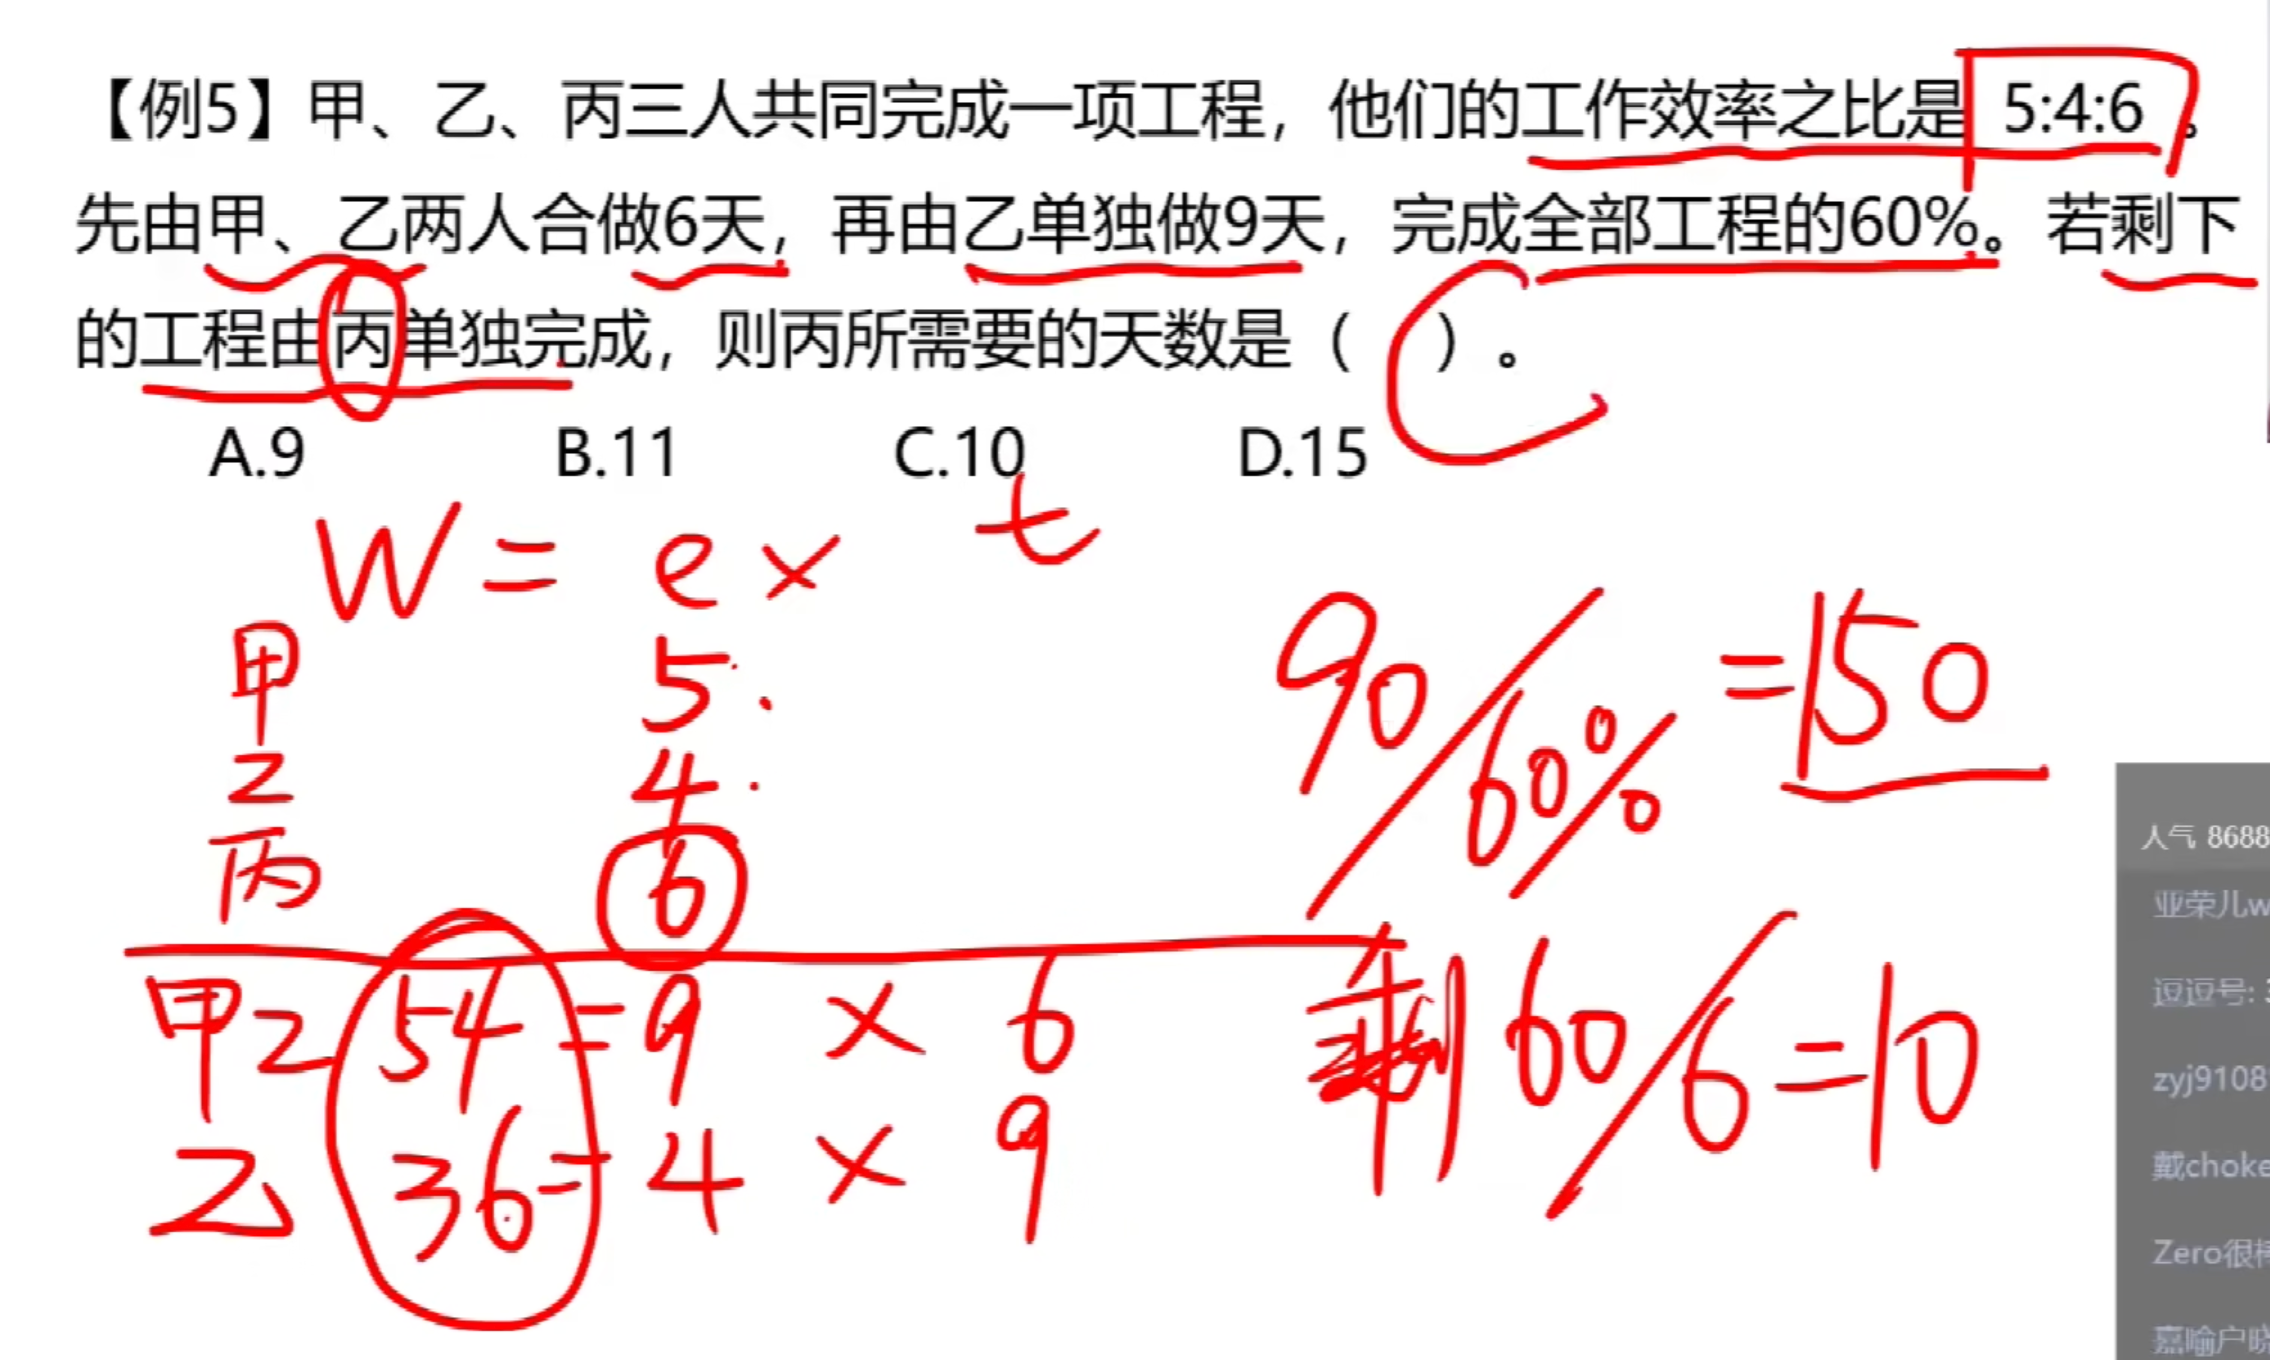 【例5】甲、乙、丙三人共同完成一项工程，他们的工作效率之比是 5:4:6 。
先由甲、乙两人合做6天，再由乙单独做9天，完成全部工程的60%。若剩下
的工程由丙单独完成，则丙所需要的天数是（ ）。
A.9 B.11 C.10 D.15
W = e × t
甲 5
乙 4
丙 6
90/60% =150
甲乙 54 = 9 × 6
乙 36 = 4 × 9
剩 60/6=10
人气 8688
亚荣儿w
逗逗号:
zyj9108
戴choke
Zero很